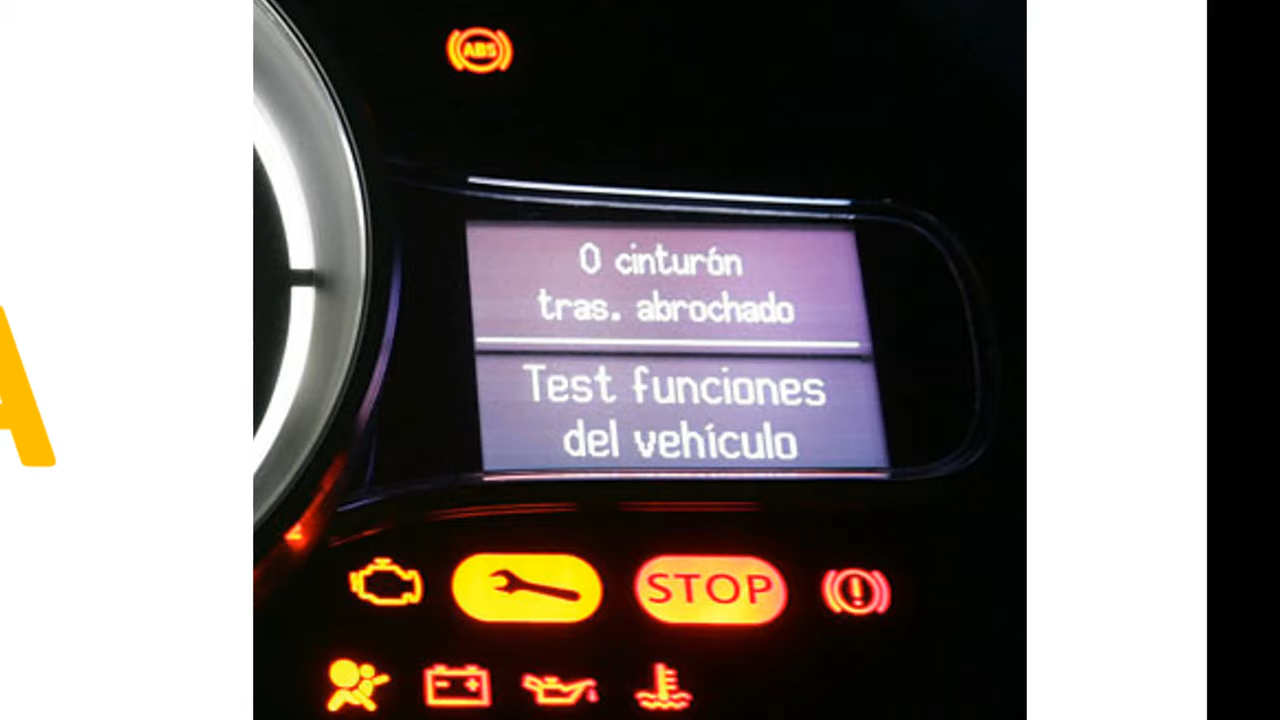 ABS
0 cinturón
tras. abrochado
Test funciones
del vehículo
STOP
A